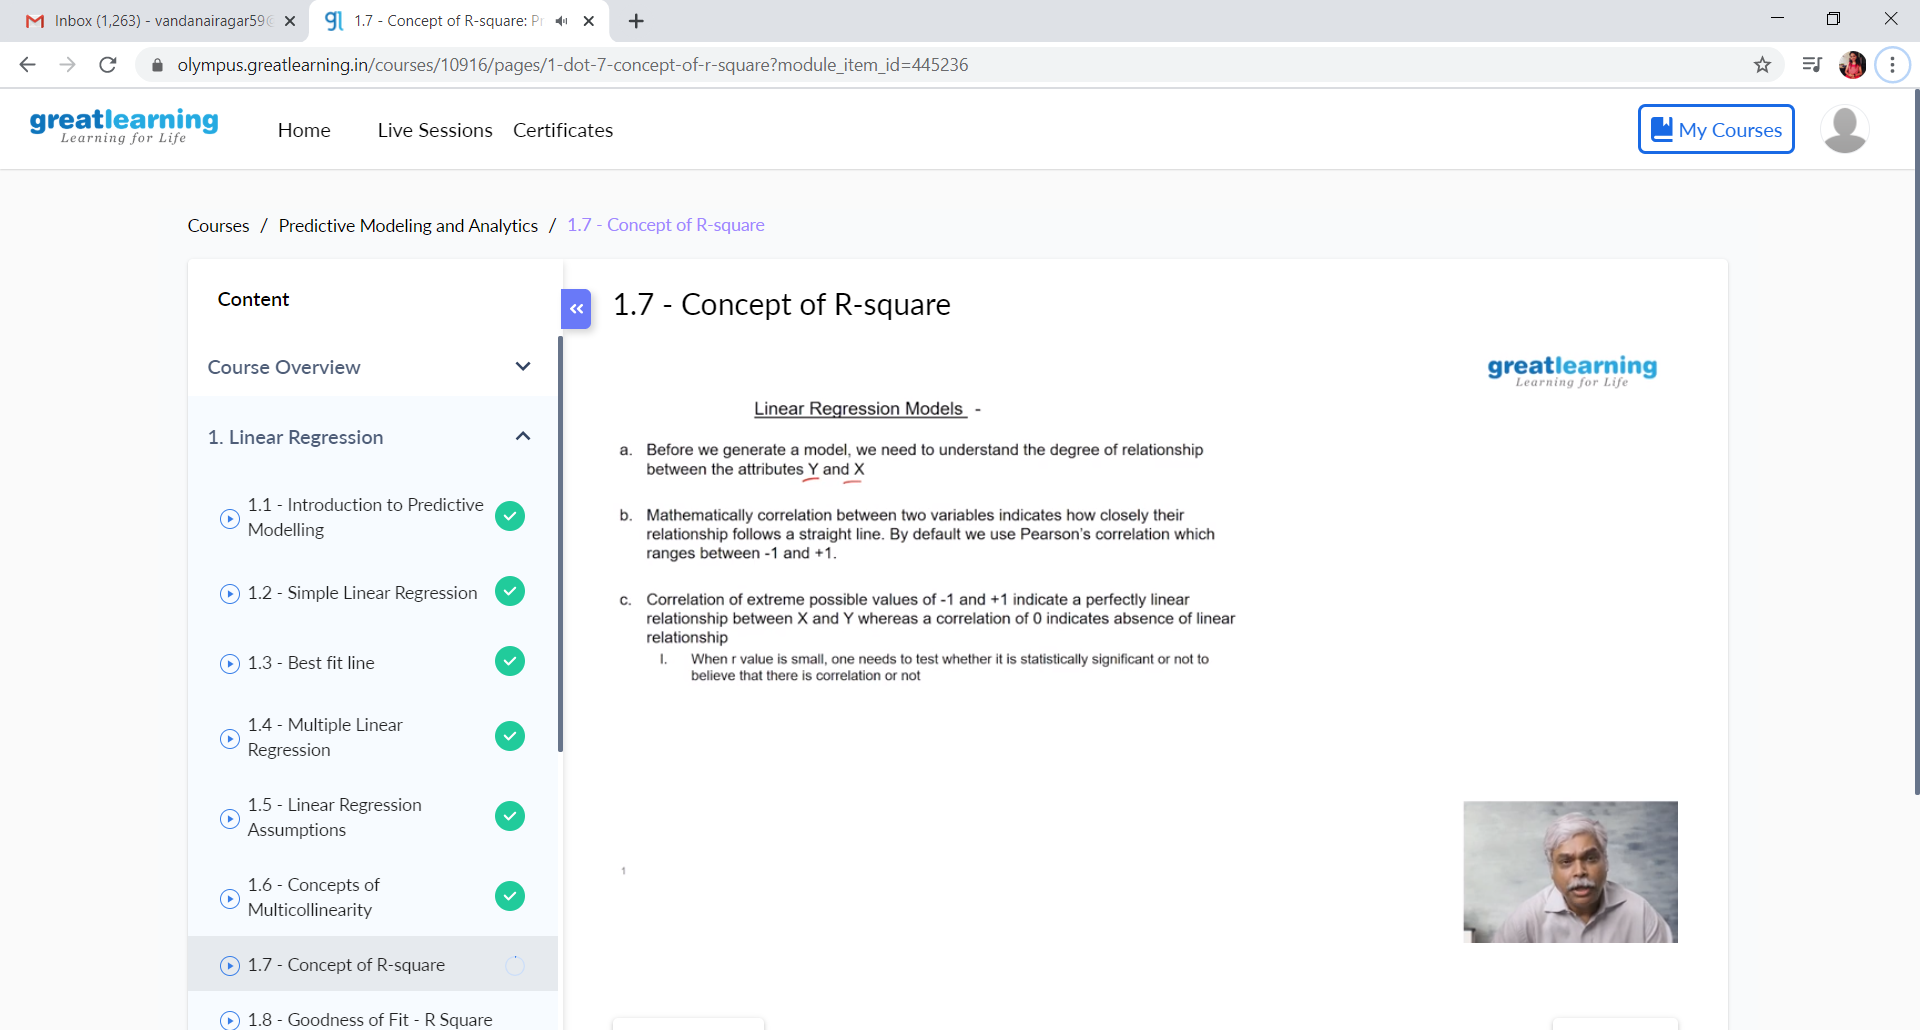 Inbox (1,263) - vandanairagar59@
1.7 - Concept of R-square: Pr
olympus.greatlearning.in/courses/10916/pages/1-dot-7-concept-of-r-square?module_item_id=445236
greatlearning
Learning for Life
Home
Live Sessions
Certificates
My Courses
Courses / Predictive Modeling and Analytics / 1.7 - Concept of R-square
Content
Course Overview
1. Linear Regression
1.1 - Introduction to Predictive
Modelling
1.2 - Simple Linear Regression
1.3 - Best fit line
1.4 - Multiple Linear
Regression
1.5 - Linear Regression
Assumptions
1.6 - Concepts of
Multicollinearity
1.7 - Concept of R-square
1.8 - Goodness of Fit - R Square
1.7 - Concept of R-square
greatlearning
Learning for Life
Linear Regression Models -
a. Before we generate a model, we need to understand the degree of relationship
between the attributes Y and X
b. Mathematically correlation between two variables indicates how closely their
relationship follows a straight line. By default we use Pearson's correlation which
ranges between -1 and +1.
c. Correlation of extreme possible values of -1 and +1 indicate a perfectly linear
relationship between X and Y whereas a correlation of 0 indicates absence of linear
relationship
I. When r value is small, one needs to test whether it is statistically significant or not to
believe that there is correlation or not
1